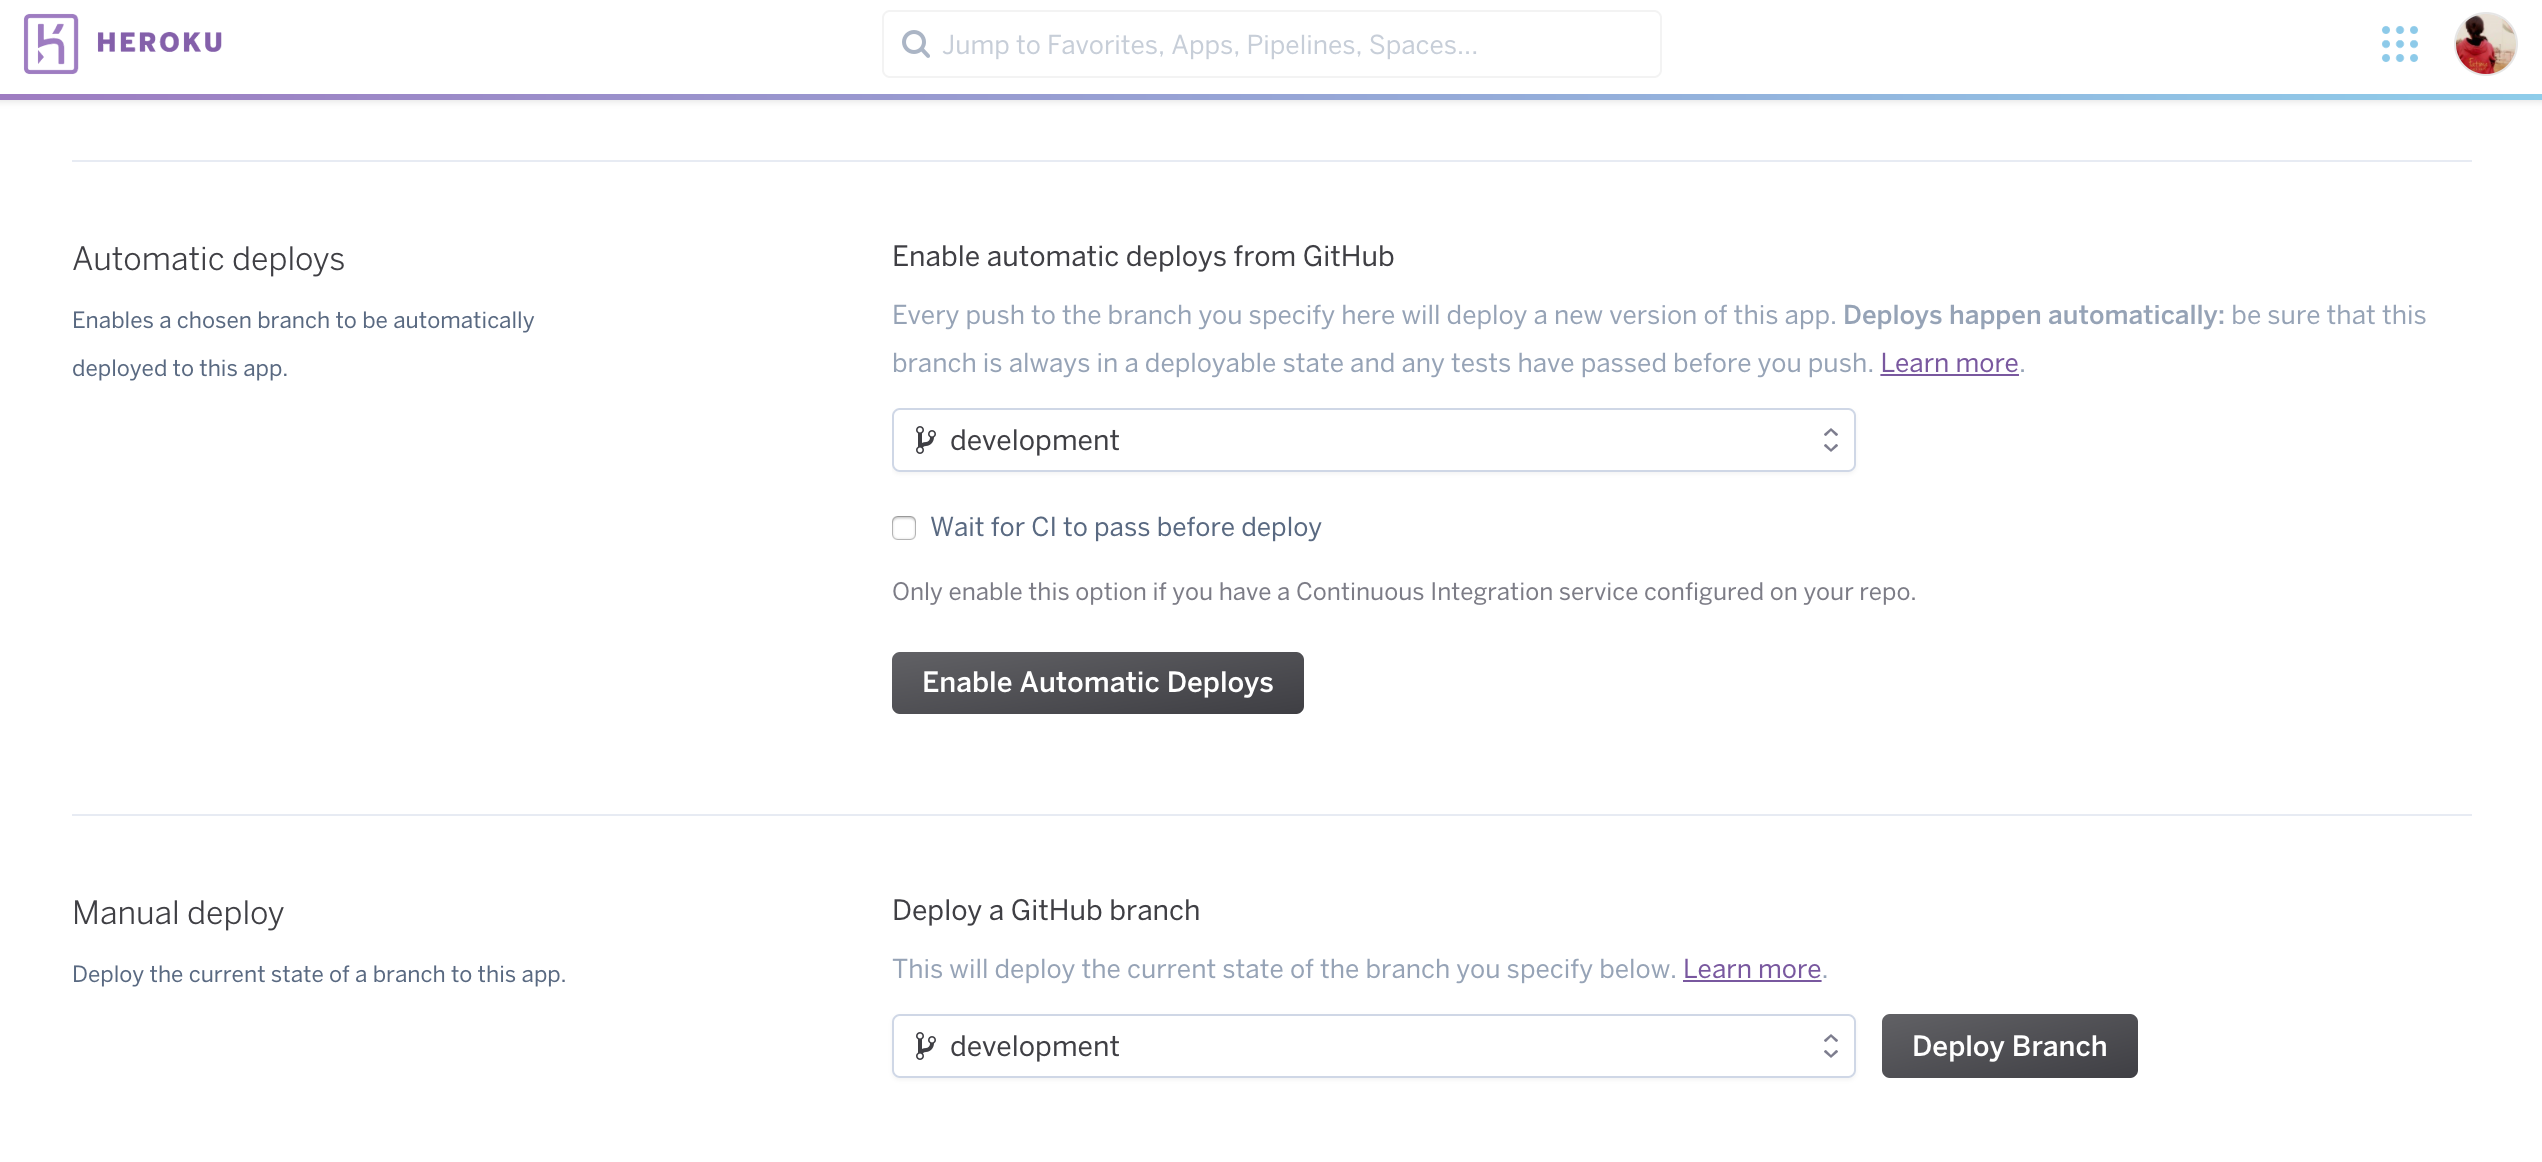 HEROKU
Jump to Favorites, Apps, Pipelines, Spaces...
Automatic deploys
Enables a chosen branch to be automatically
deployed to this app.
Enable automatic deploys from GitHub
Every push to the branch you specify here will deploy a new version of this app. Deploys happen automatically: be sure that this
branch is always in a deployable state and any tests have passed before you push. Learn more.
development
Wait for CI to pass before deploy
Only enable this option if you have a Continuous Integration service configured on your repo.
Enable Automatic Deploys
Manual deploy
Deploy the current state of a branch to this app.
Deploy a GitHub branch
This will deploy the current state of the branch you specify below. Learn more.
development
Deploy Branch